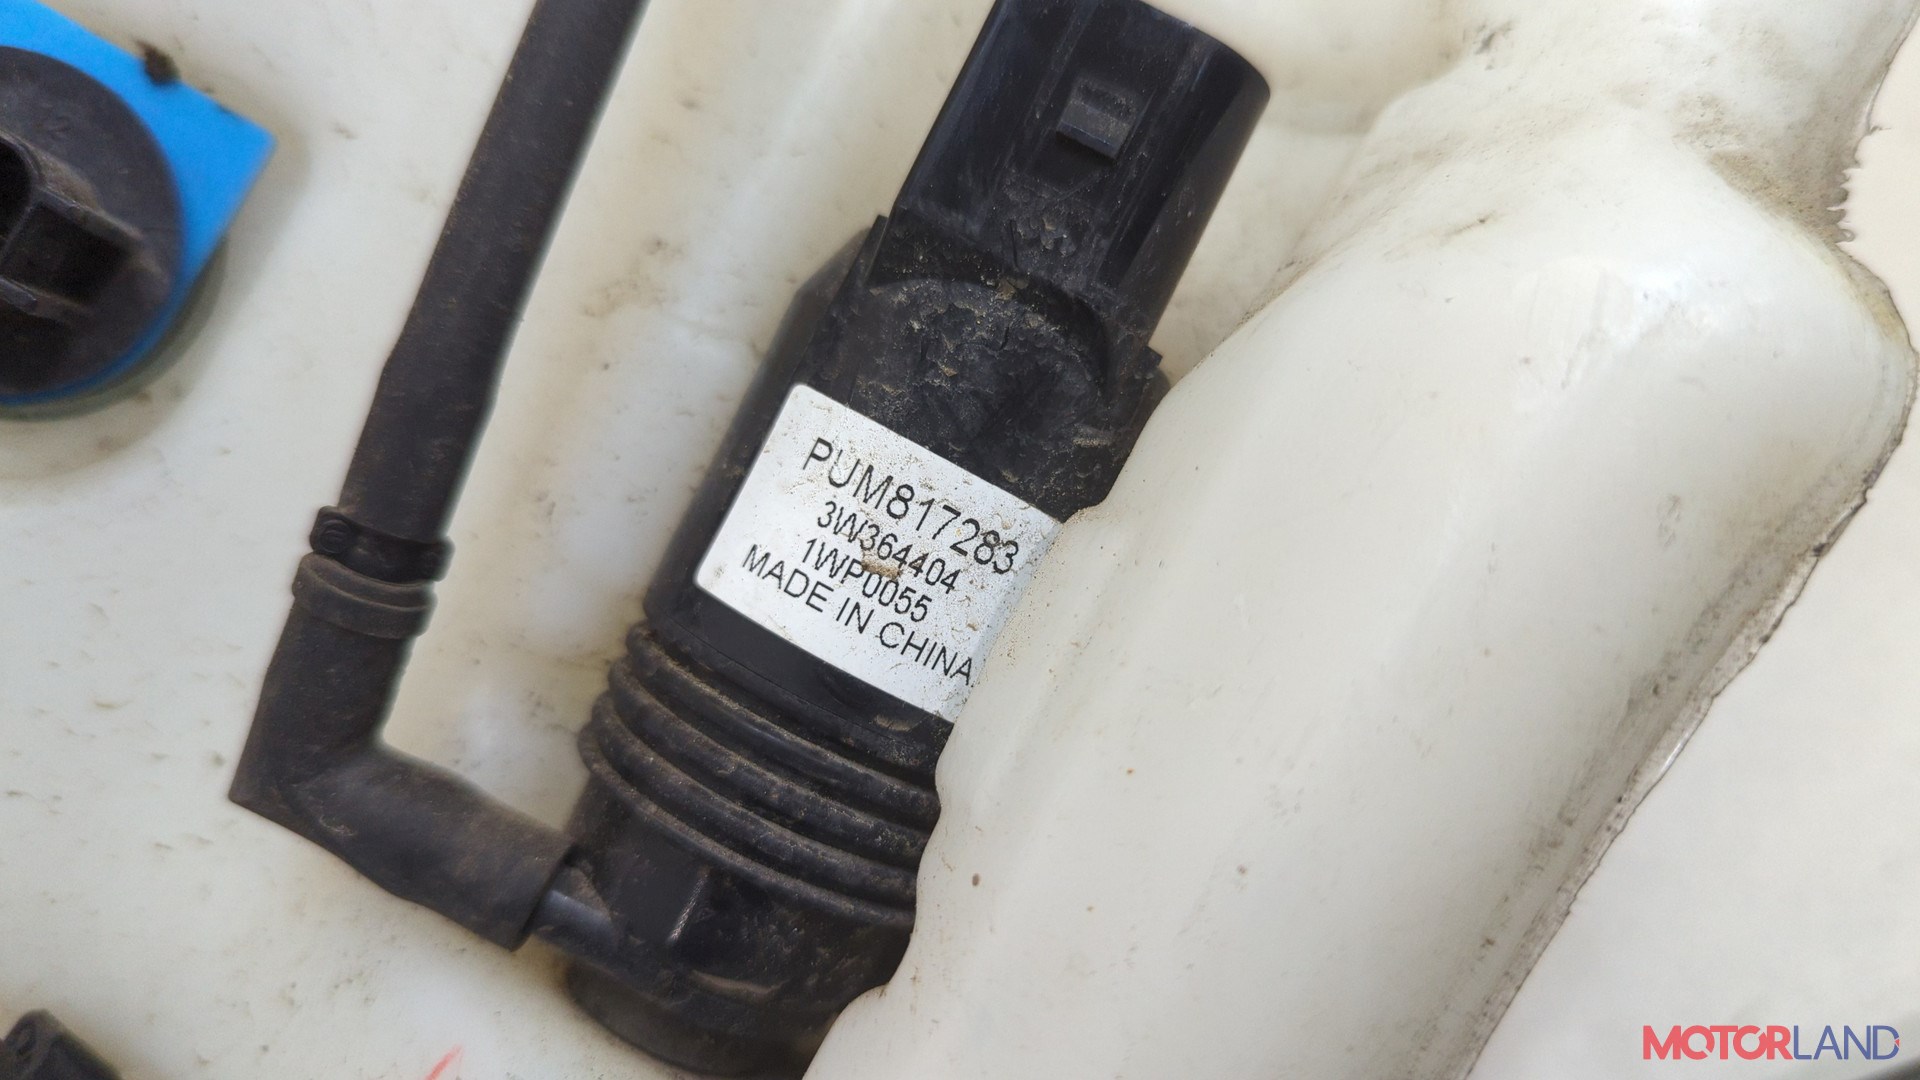 PUM817283
3W364404
1WP0055
MADE IN CHINA
MOTORLAND